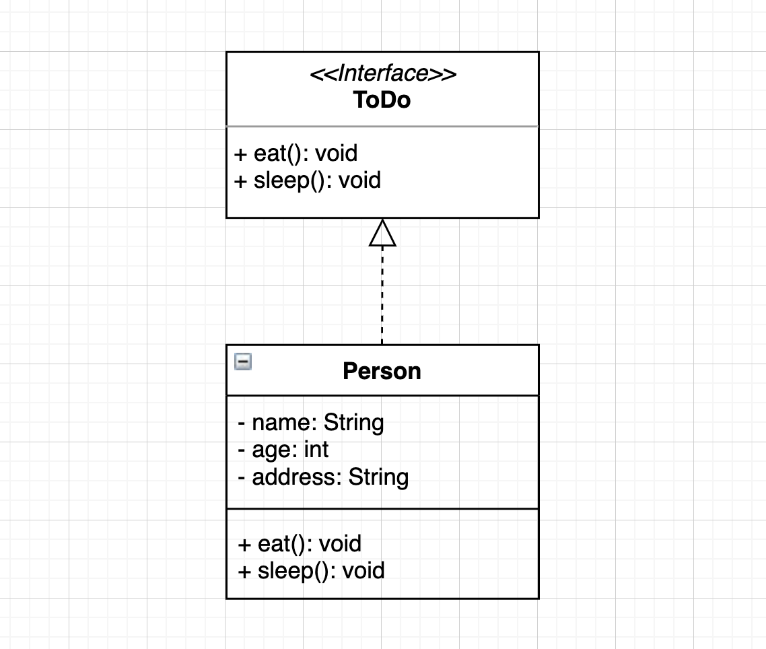 <<Interface>>
ToDo
+ eat(): void
+ sleep(): void
Person
- name: String
- age: int
- address: String
+ eat(): void
+ sleep(): void